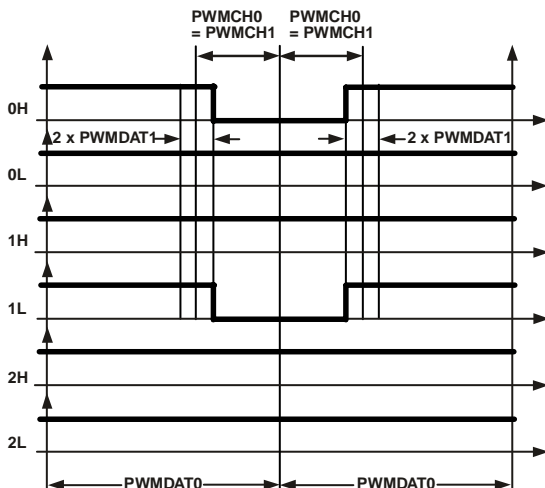 PWMCH0 PWMCH0
= PWMCH1 = PWMCH1
0H
2 x PWMDAT1 2 x PWMDAT1
0L
1H
1L
2H
2L
PWMDAT0 PWMDAT0